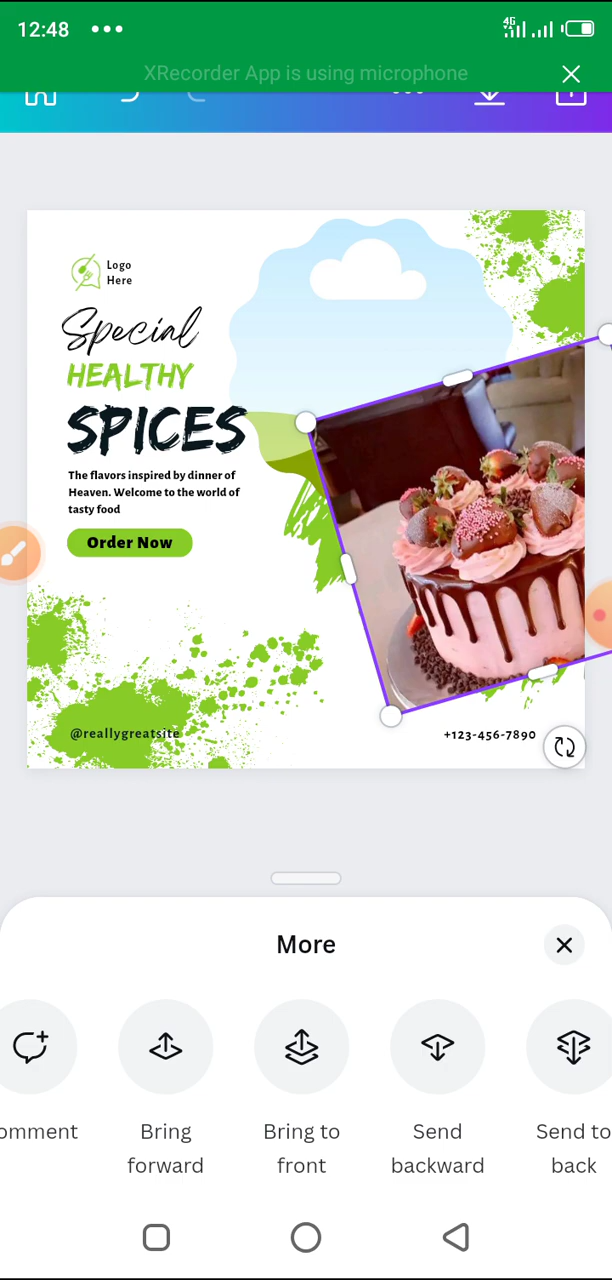 12:48
4G
XRecorder App is using microphone
Logo
Here
Special
HEALTHY
SPICES
The flavors inspired by dinner of
Heaven. Welcome to the world of
tasty food
Order Now
@reallygreatsite
+123-456-7890
More
omment
Bring
forward
Bring to
front
Send
backward
Send to
back